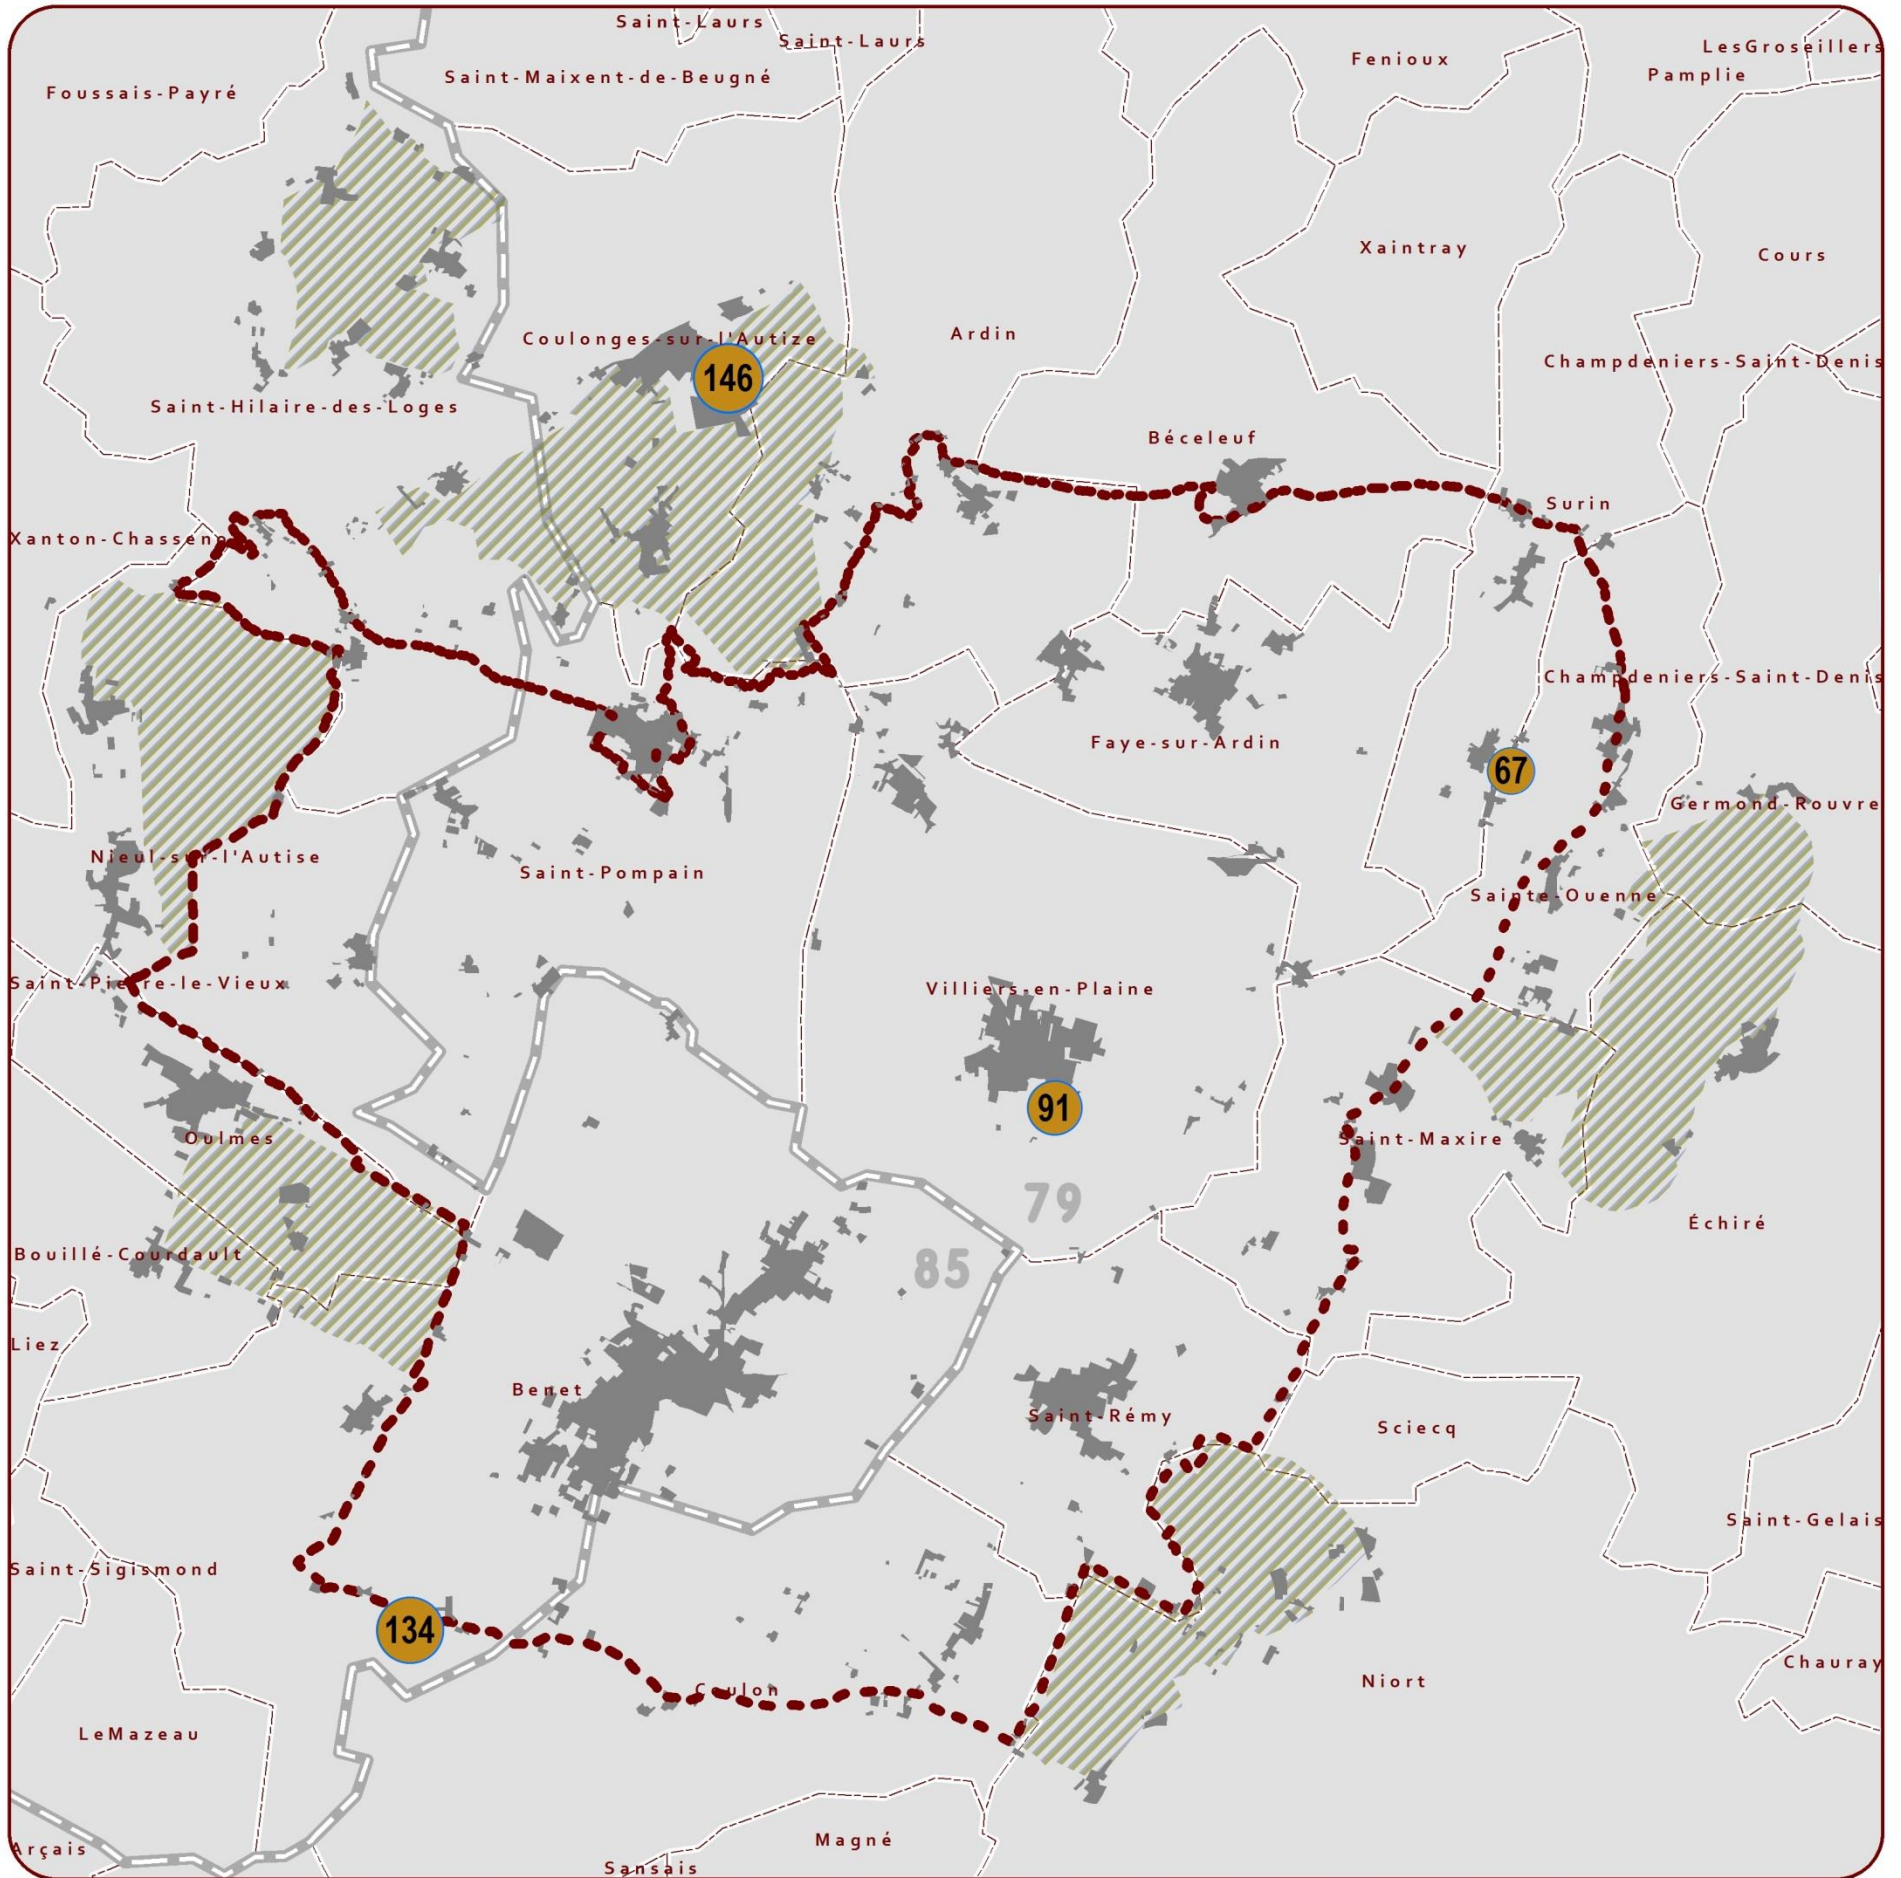 Saint-Laurs
Saint-Laurs
LesGroseillers
Fenioux
Pamplie
Saint-Maixent-de-Beugné
Foussais-Payré
Xaintray
Cours
Ardin
Coulonges-sur-l'Autize
Champdeniers-Saint-Denis
146
Saint-Hilaire-des-Loges
Béceleuf
Surin
Xanton-Chassenon
Champdeniers-Saint-Denis
Faye-sur-Ardin
67
Germond-Rouvre
Nieul-sur-l'Autise
Saint-Pompain
Sainte-Ouenne
Saint-Pierre-le-Vieux
Villiers-en-Plaine
91
Oulmes
Saint-Maxire
79
Échiré
Bouillé-Courdault
85
Liez
Benet
Saint-Rémy
Sciecq
Saint-Gelais
Saint-Sigismond
134
Chauray
Niort
Coulon
LeMazeau
Magné
Arçais
Sansais